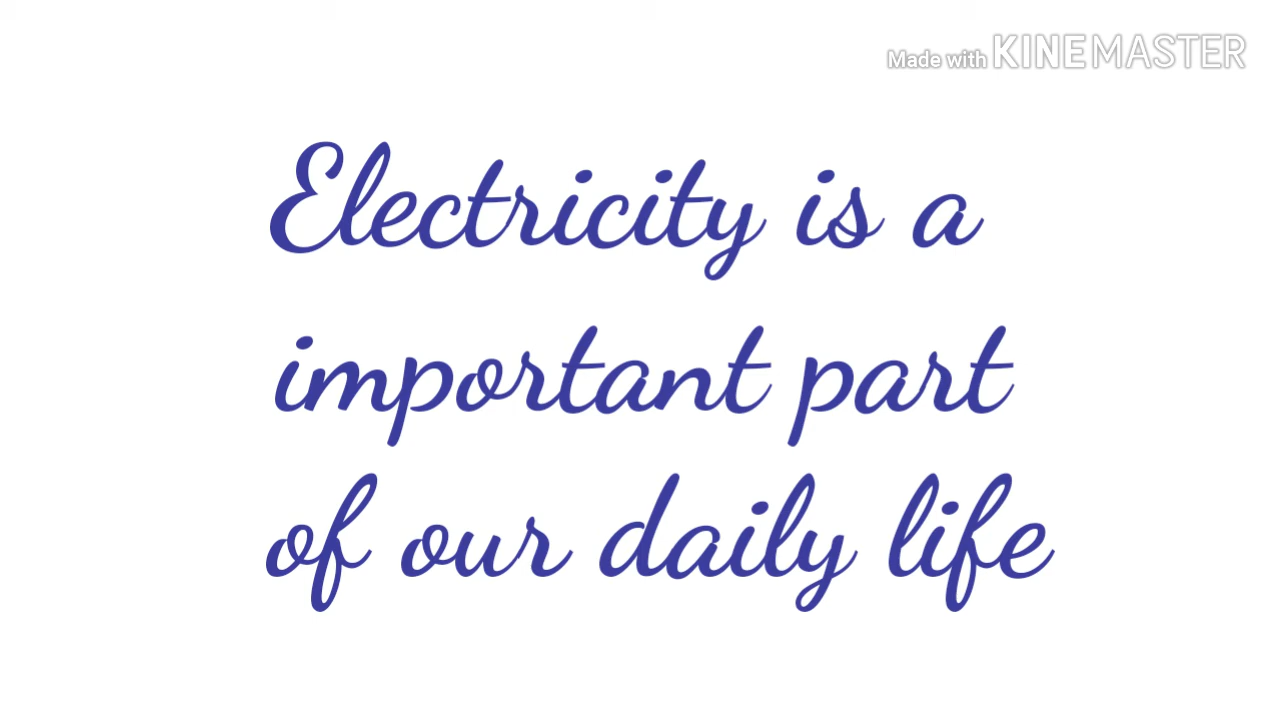 Made with KINEMASTER
Electricity is a
important part
of our daily life